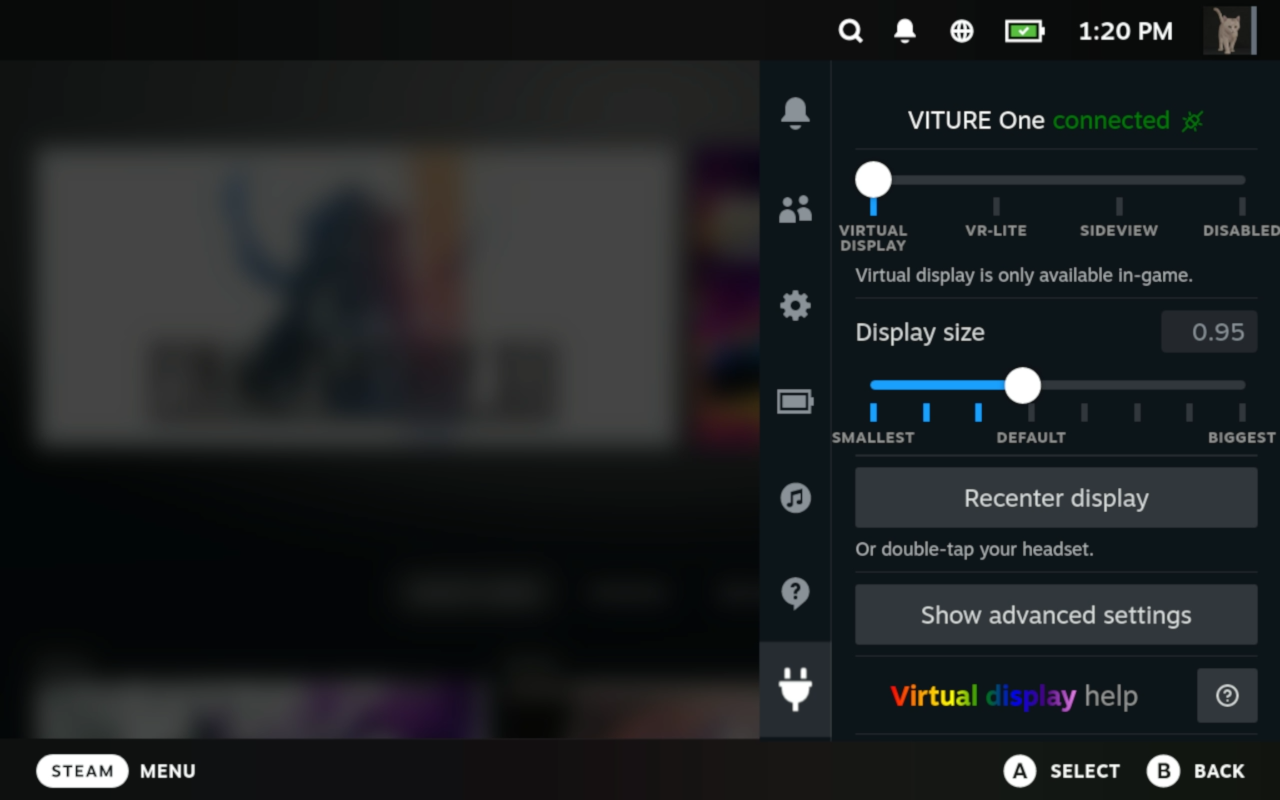 1:20 PM
VITURE One connected
VIRTUAL DISPLAY
VR-LITE
SIDEVIEW
DISABLED
Virtual display is only available in-game.
Display size
0.95
SMALLEST
DEFAULT
BIGGEST
Recenter display
Or double-tap your headset.
Show advanced settings
Virtual display help
STEAM MENU
A SELECT B BACK